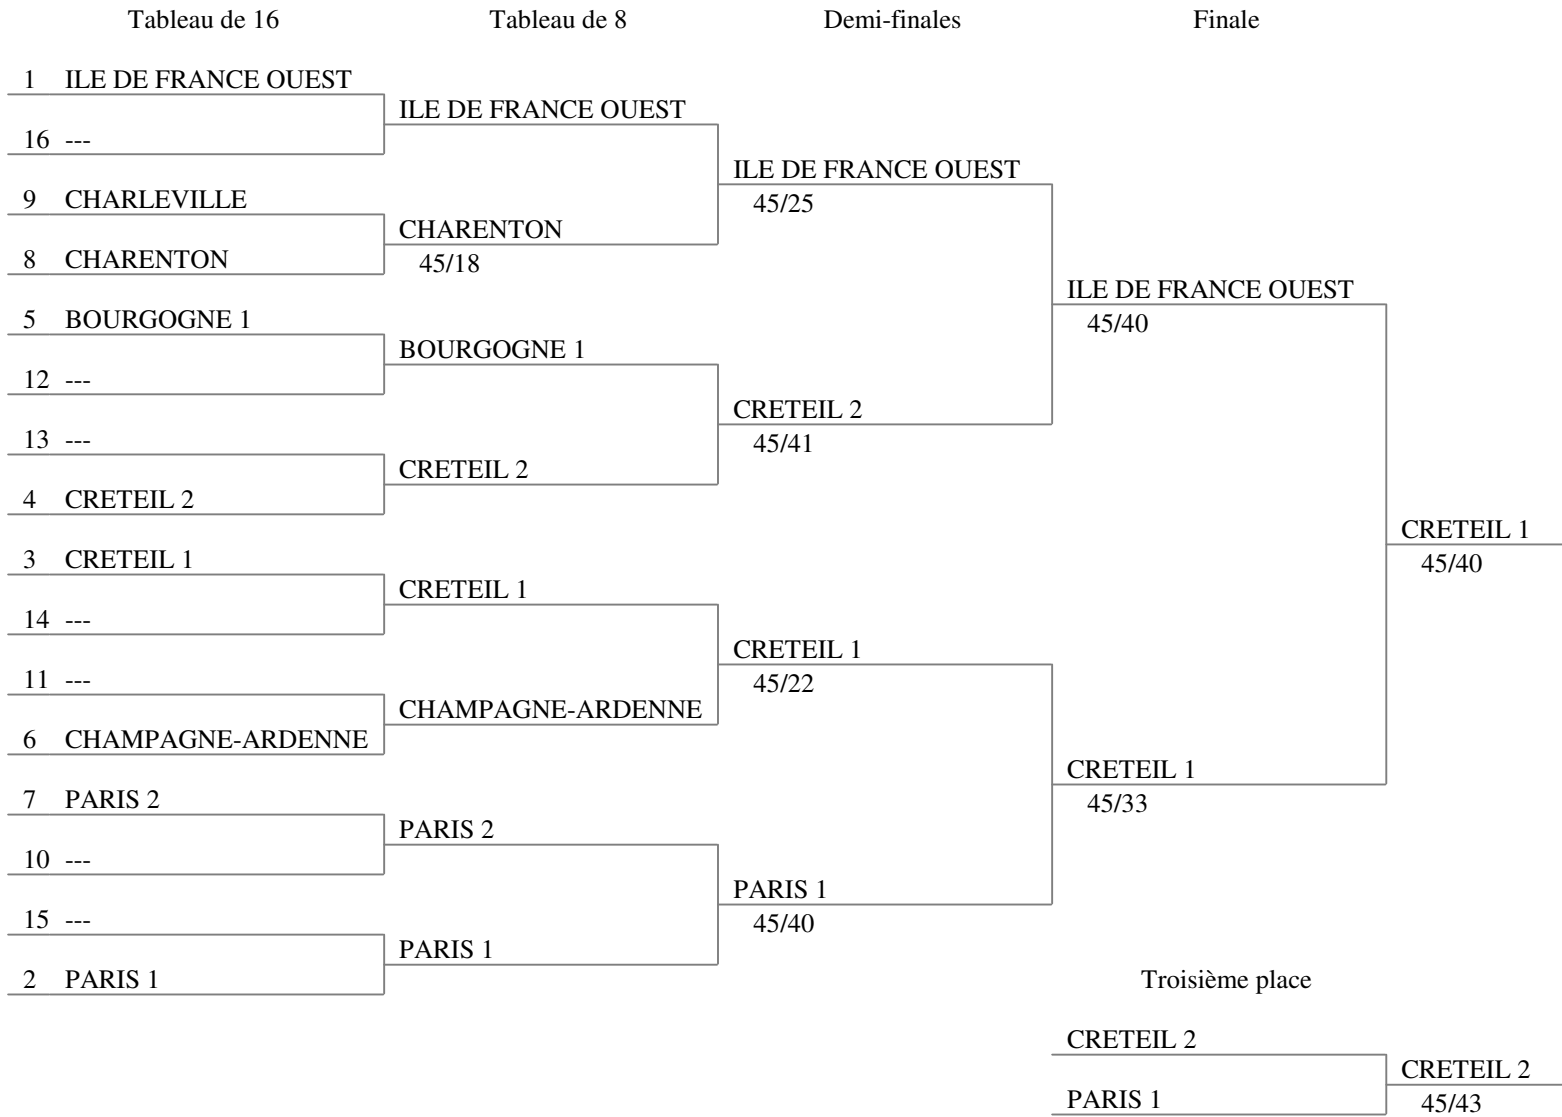 Tableau de 16 Tableau de 8 Demi-finales Finale
1 ILE DE FRANCE OUEST
ILE DE FRANCE OUEST
16 ---
ILE DE FRANCE OUEST
45/25
9 CHARLEVILLE
CHARENTON
45/18
8 CHARENTON
ILE DE FRANCE OUEST
45/40
5 BOURGOGNE 1
BOURGOGNE 1
12 ---
CRETEIL 2
45/41
13 ---
CRETEIL 2
4 CRETEIL 2
CRETEIL 1
45/40
3 CRETEIL 1
CRETEIL 1
14 ---
CRETEIL 1
45/22
11 ---
CHAMPAGNE-ARDENNE
6 CHAMPAGNE-ARDENNE
CRETEIL 1
45/33
7 PARIS 2
PARIS 2
10 ---
PARIS 1
45/40
15 ---
PARIS 1
2 PARIS 1
Troisième place
CRETEIL 2
CRETEIL 2
45/43
PARIS 1